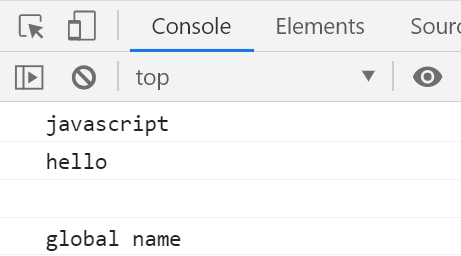 Console Elements Sourc
top
javascript
hello
global name